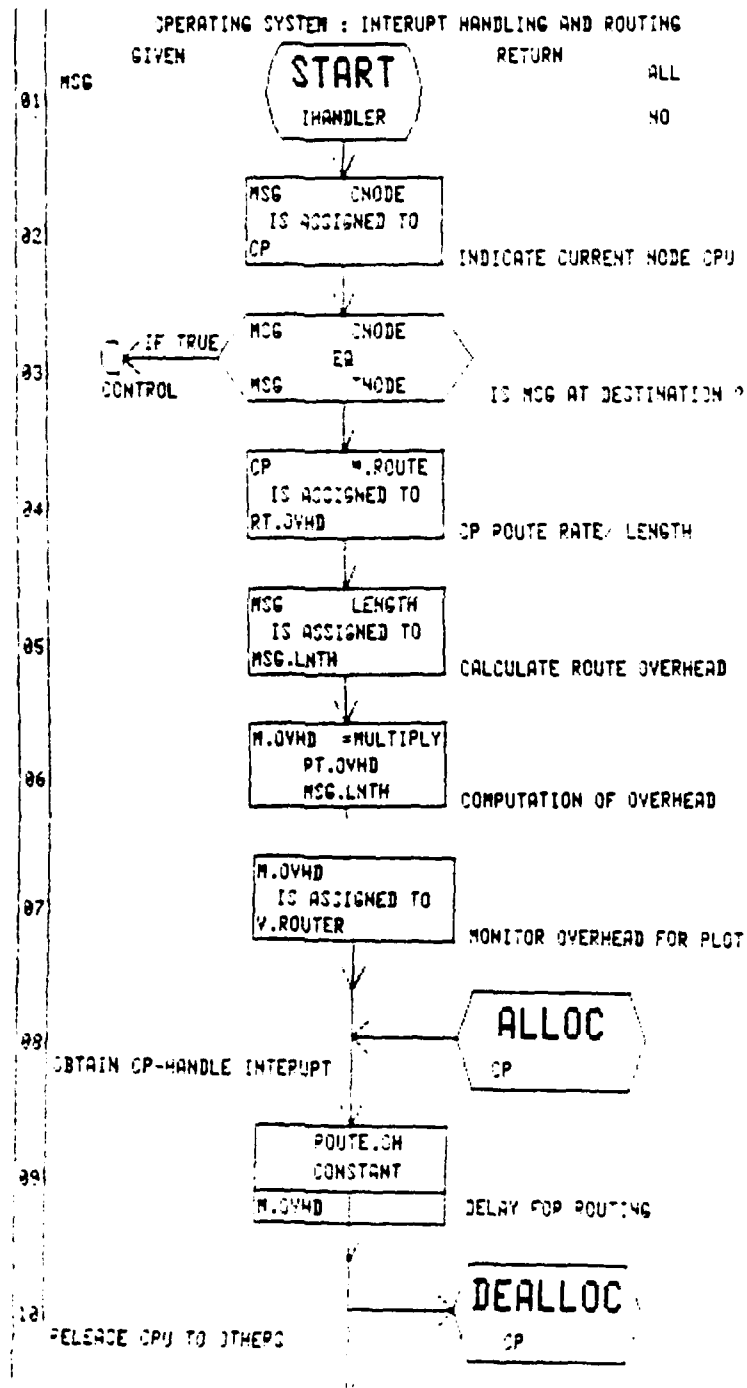 OPERATING SYSTEM : INTERUPT HANDLING AND ROUTING
GIVEN RETURN
MSG ALL
NO
START
IHANDLER
01
MSG CNODE
IS ASSIGNED TO
CP
02
INDICATE CURRENT NODE CPU
MSG CNODE
EQ
MSG TNODE
IF TRUE
CONTROL
03
IS MSG AT DESTINATION ?
CP M.ROUTE
IS ASSIGNED TO
RT.OVHD
04
CP ROUTE RATE/ LENGTH
MSG LENGTH
IS ASSIGNED TO
MSG.LNTH
05
CALCULATE ROUTE OVERHEAD
M.OVHD =MULTIPLY
RT.OVHD
MSG.LNTH
06
COMPUTATION OF OVERHEAD
M.OVHD
IS ASSIGNED TO
V.ROUTER
07
MONITOR OVERHEAD FOR PLOT
ALLOC
CP
08
OBTAIN CP-HANDLE INTERUPT
ROUTE.OH
CONSTANT
M.OVHD
09
DELAY FOR ROUTING
DEALLOC
CP
10
RELEASE CPU TO OTHERS